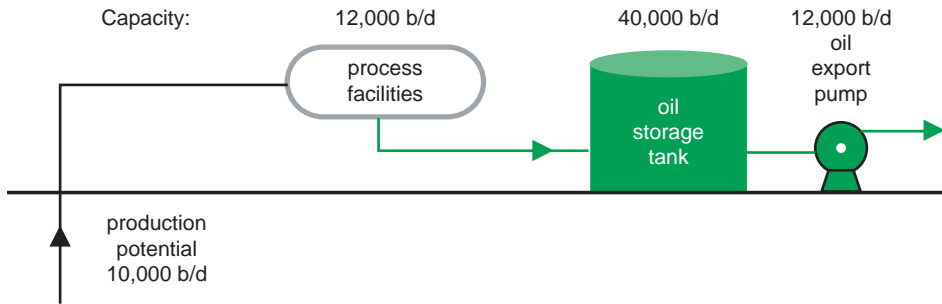 Capacity: 12,000 b/d 40,000 b/d 12,000 b/d
oil
export
pump
process
facilities
oil
storage
tank
production
potential
10,000 b/d